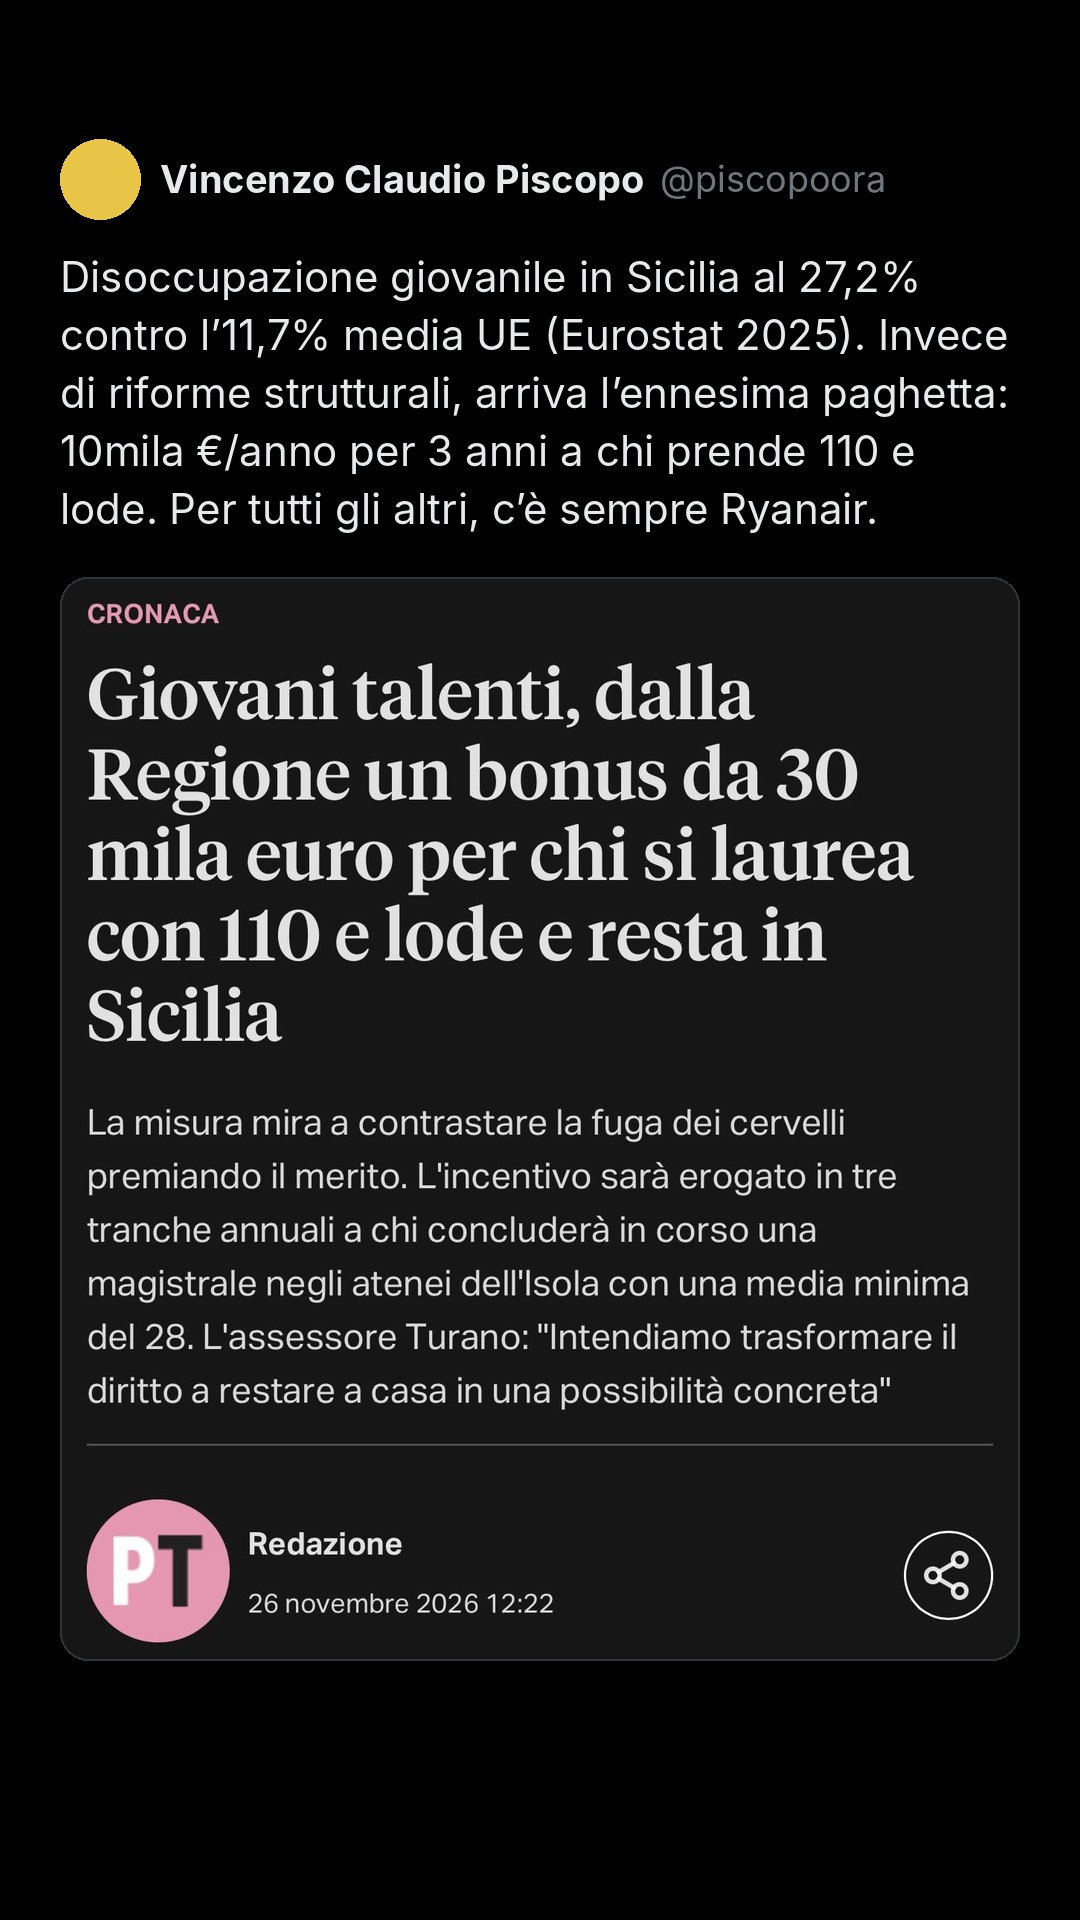 Vincenzo Claudio Piscopo @piscopoora
Disoccupazione giovanile in Sicilia al 27,2%
contro l’11,7% media UE (Eurostat 2025). Invece
di riforme strutturali, arriva l’ennesima paghetta:
10mila €/anno per 3 anni a chi prende 110 e
lode. Per tutti gli altri, c’è sempre Ryanair.
CRONACA
Giovani talenti, dalla
Regione un bonus da 30
mila euro per chi si laurea
con 110 e lode e resta in
Sicilia
La misura mira a contrastare la fuga dei cervelli
premiando il merito. L'incentivo sarà erogato in tre
tranche annuali a chi concluderà in corso una
magistrale negli atenei dell'Isola con una media minima
del 28. L'assessore Turano: "Intendiamo trasformare il
diritto a restare a casa in una possibilità concreta"
PT
Redazione
26 novembre 2026 12:22